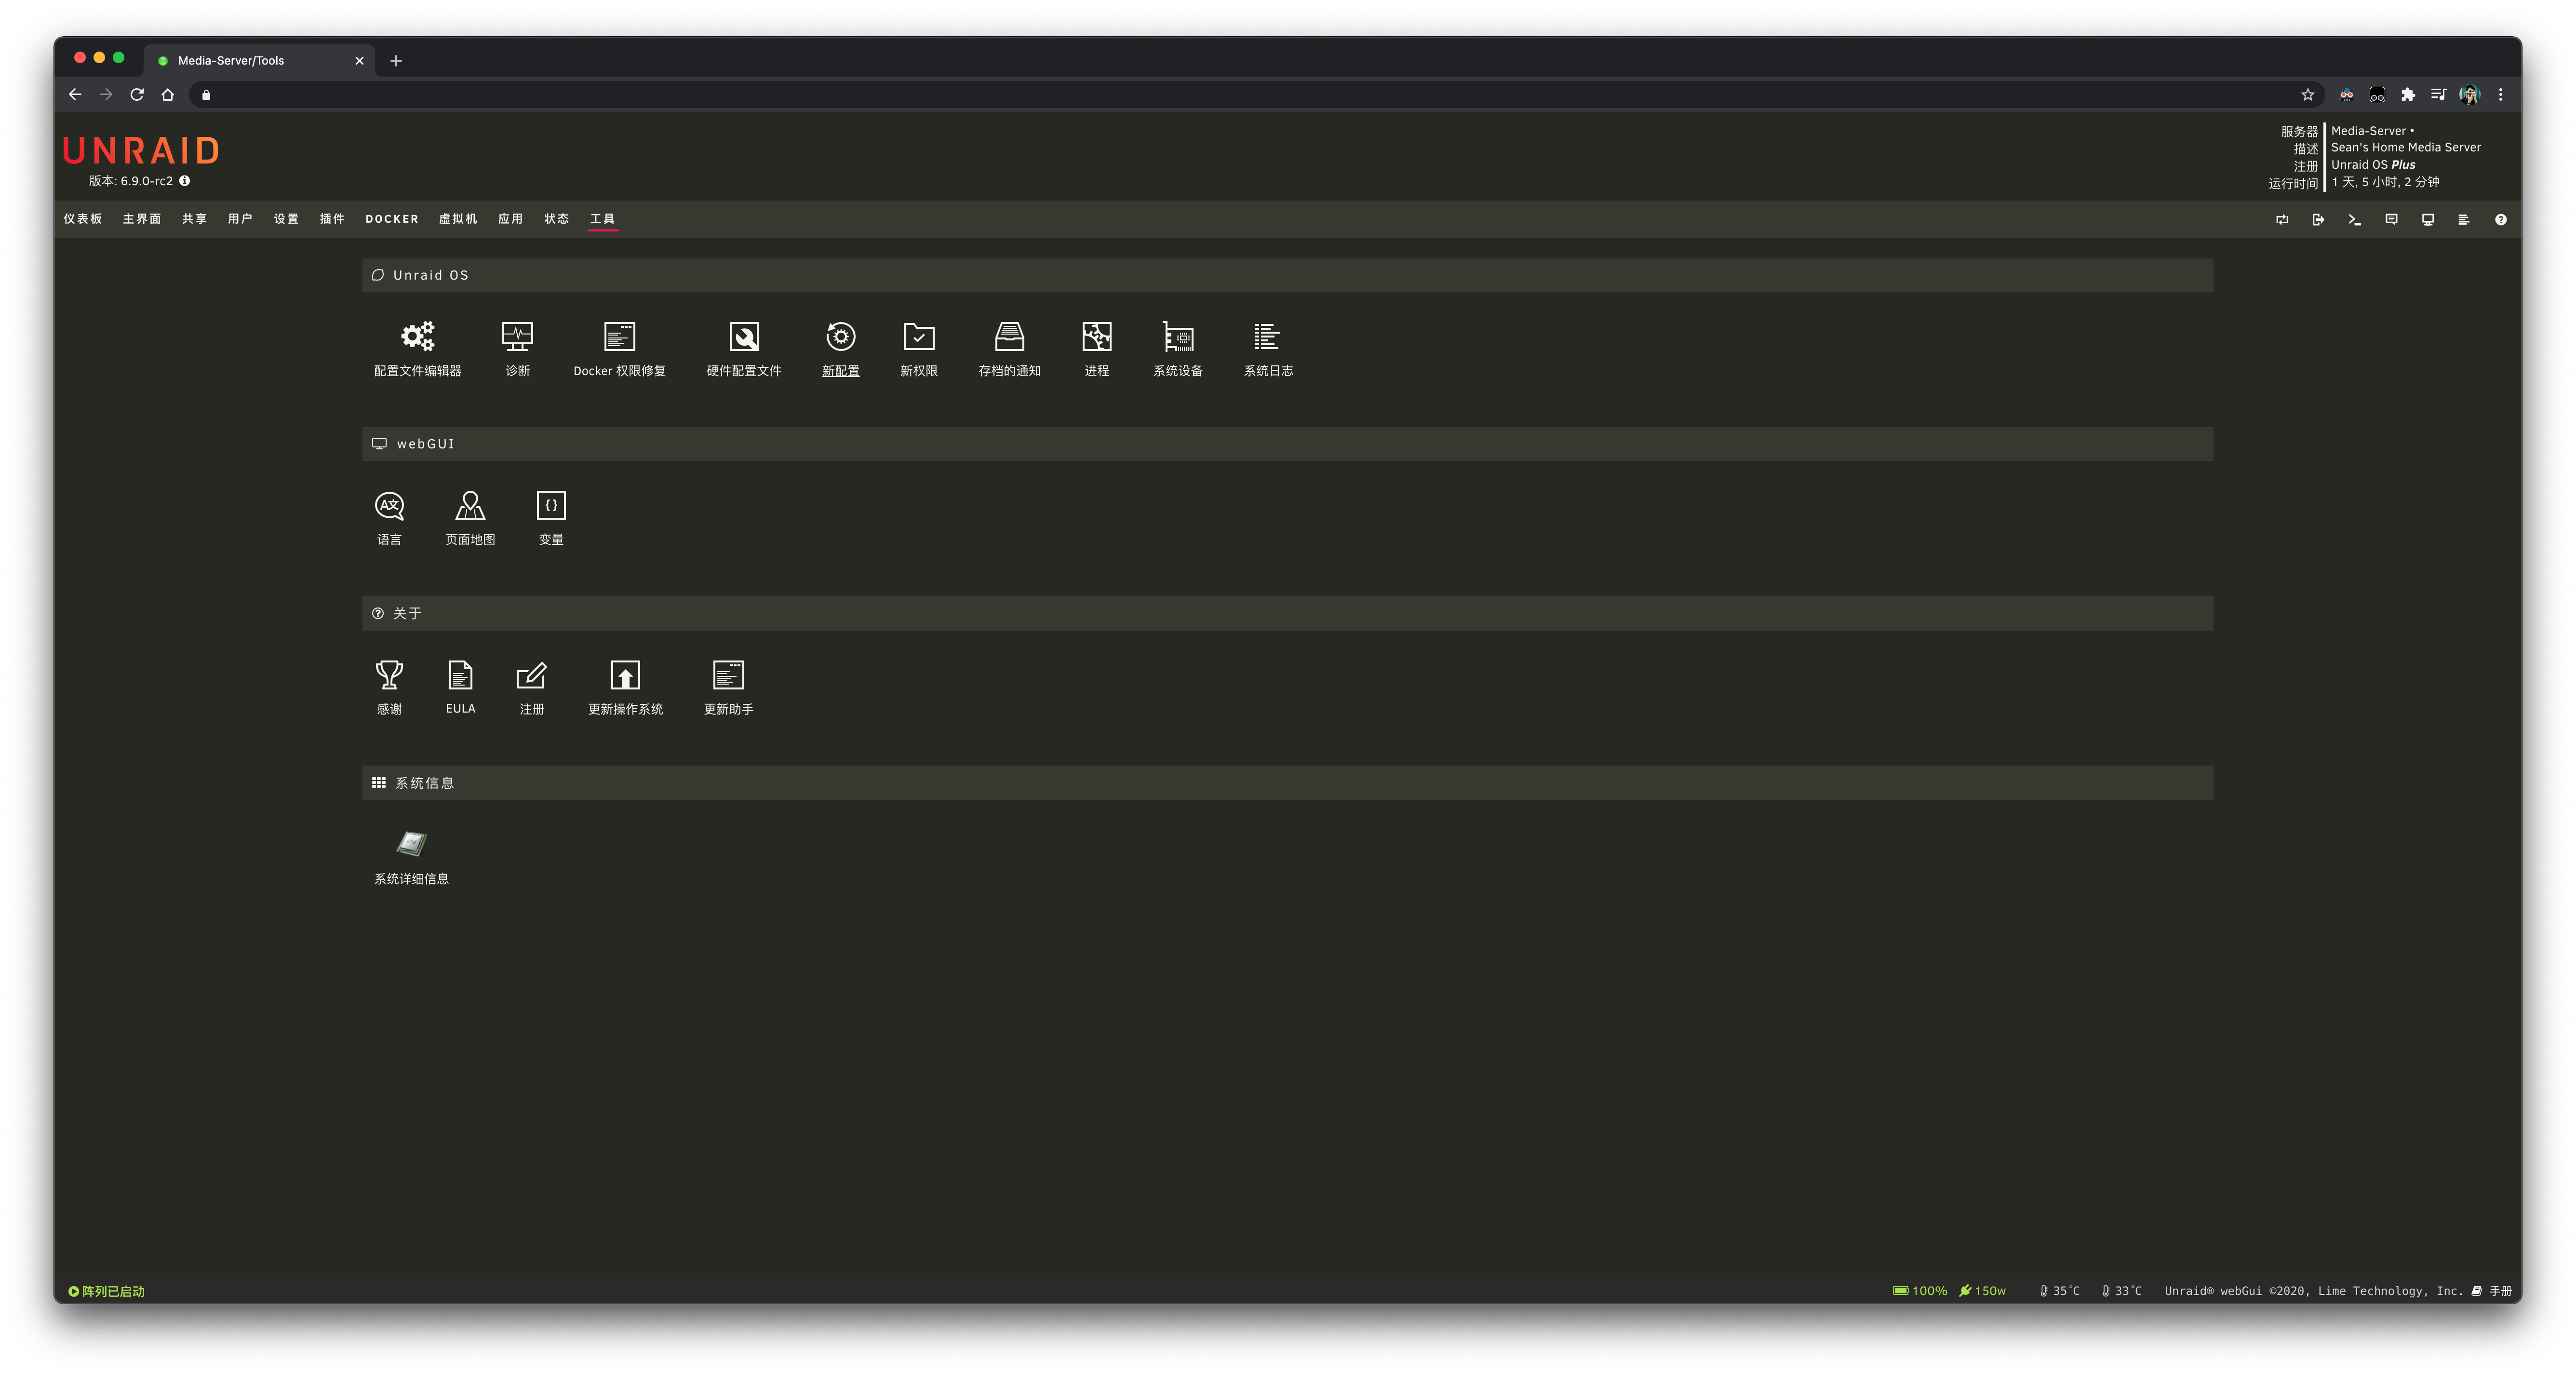 Media-Server/Tools
UNRAID
版本: 6.9.0-rc2
服务器 Media-Server •
描述 Sean's Home Media Server
注册 Unraid OS Plus
运行时间 1 天, 5 小时, 2 分钟
仪表板 主界面 共享 用户 设置 插件 DOCKER 虚拟机 应用 状态 工具
Unraid OS
配置文件编辑器 诊断 Docker 权限修复 硬件配置文件 新配置 新权限 存档的通知 进程 系统设备 系统日志
webGUI
语言 页面地图 变量
关于
感谢 EULA 注册 更新操作系统 更新助手
系统信息
系统详细信息
阵列已启动 100% 150w 35°C 33°C Unraid® webGui ©2020, Lime Technology, Inc. 手册